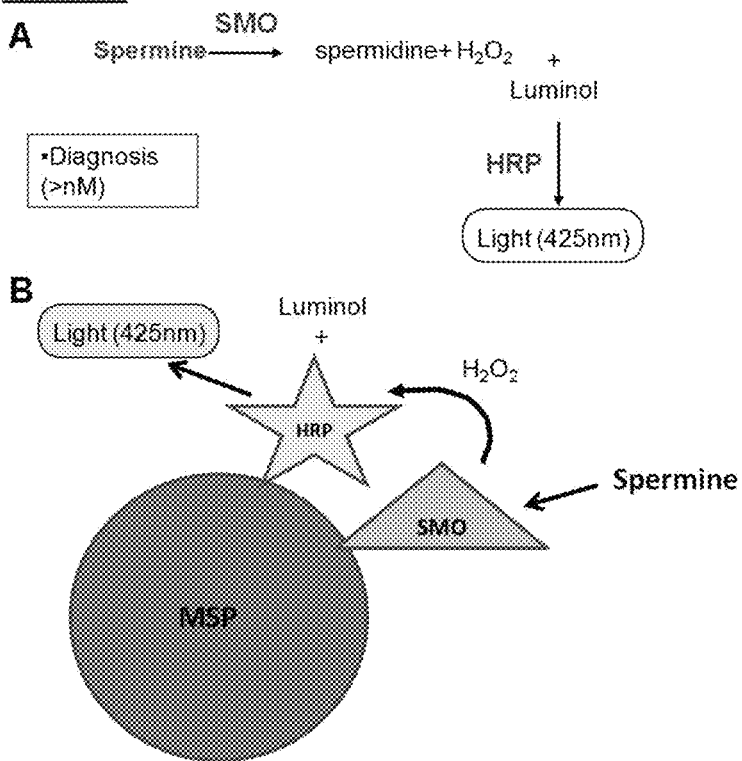 A
SMO
Spermine spermidine+ H₂O₂ +
Luminol
▪Diagnosis
(>nM)
HRP
Light (425nm)
B
Luminol
+
Light (425nm)
H₂O₂
HRP
Spermine
SMO
MSP